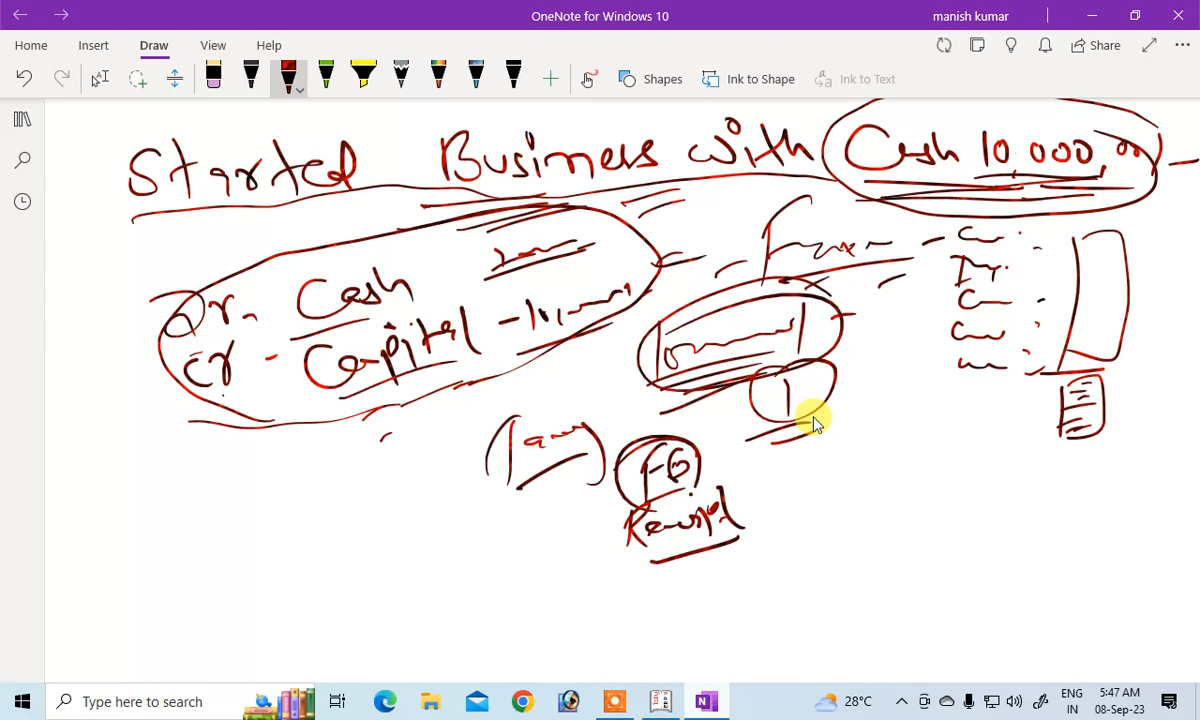 OneNote for Windows 10
manish kumar
Home Insert Draw View Help
Share
Shapes
Ink to Shape
Ink to Text
Started Business with Cash 10,000,00
Dr. Cash
Cr - Capital
1
F6
Type here to search
28°C
ENG
IN
5:47 AM
08-Sep-23